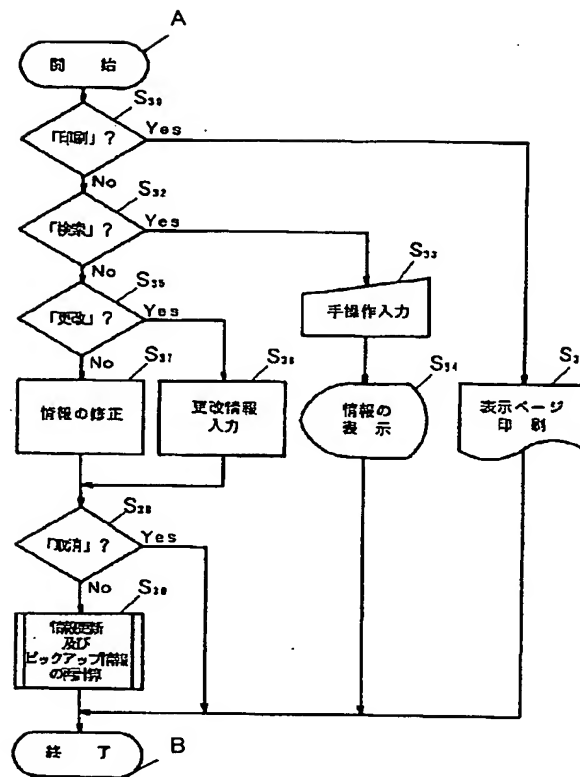 A
開 始
S30
「印刷」?
Yes
No
S32
「検索」?
Yes
No
S33
手操作入力
S35
「更改」?
Yes
No
S37
情報の修正
S36
更改情報
入力
S34
情報の
表 示
表示ページ
印 刷
S38
「取消」?
Yes
No
S39
情報更新
及び
ピックアップ情報
の再計算
終 了
B